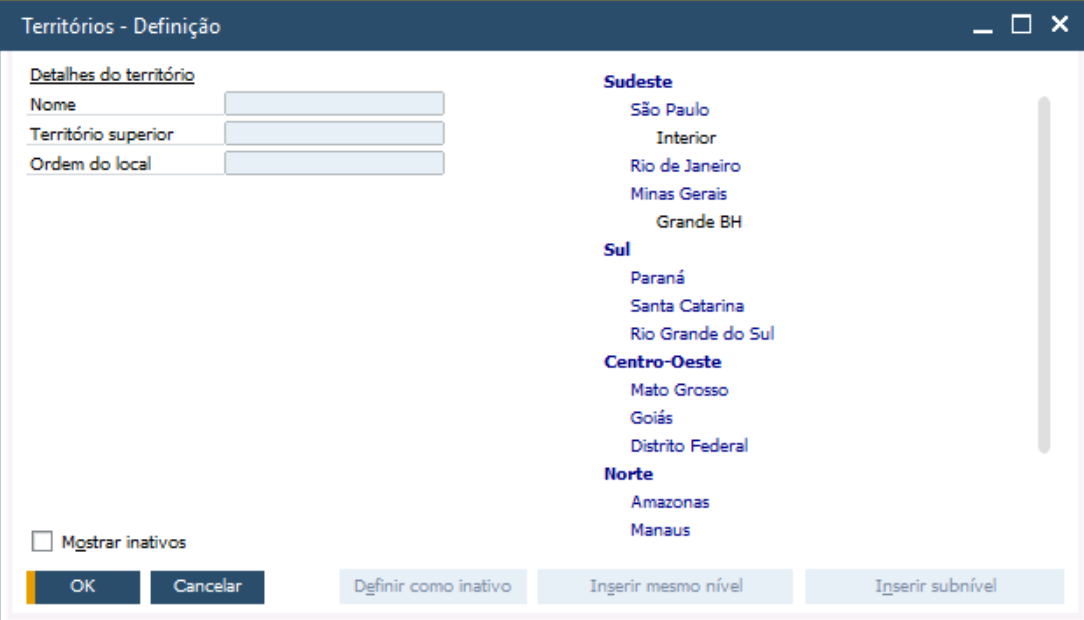 Territórios - Definição
Detalhes do território
Nome
Território superior
Ordem do local
Sudeste
São Paulo
Interior
Rio de Janeiro
Minas Gerais
Grande BH
Sul
Paraná
Santa Catarina
Rio Grande do Sul
Centro-Oeste
Mato Grosso
Goiás
Distrito Federal
Norte
Amazonas
Manaus
Mostrar inativos
OK
Cancelar
Definir como inativo
Inserir mesmo nível
Inserir subnível